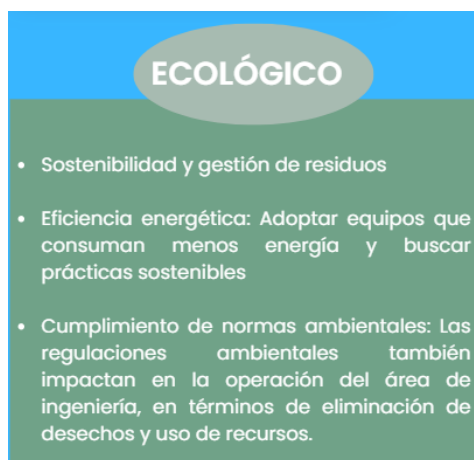 ECOLÓGICO
• Sostenibilidad y gestión de residuos
• Eficiencia energética: Adoptar equipos que
consuman menos energía y buscar
prácticas sostenibles
• Cumplimiento de normas ambientales: Las
regulaciones ambientales también
impactan en la operación del área de
ingeniería, en términos de eliminación de
desechos y uso de recursos.